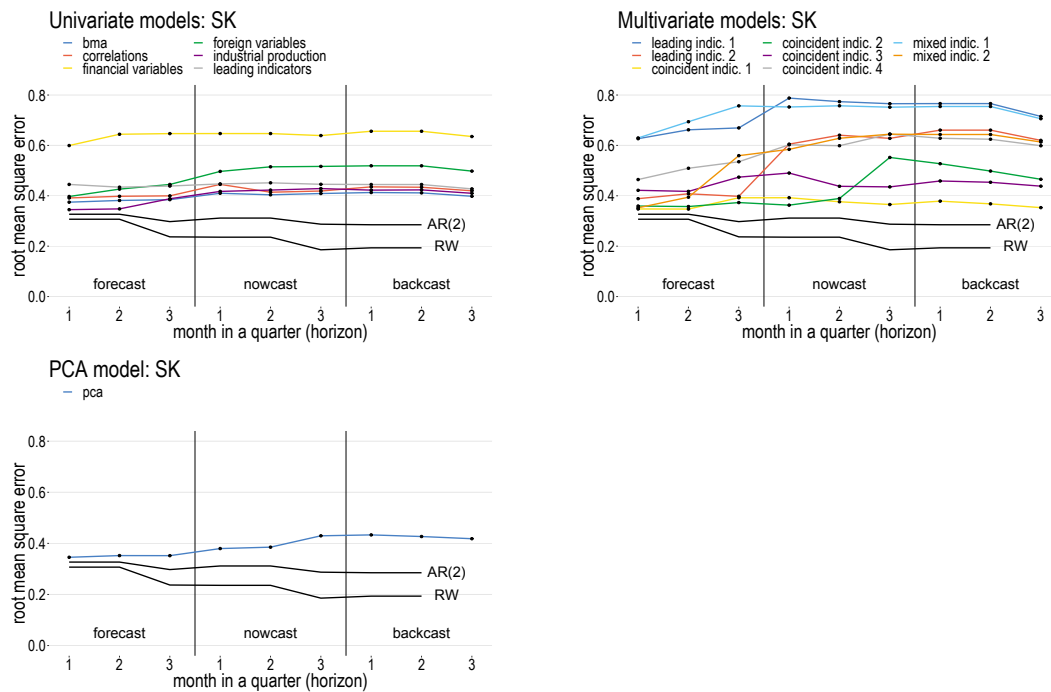 Univariate models: SK
bma
correlations
financial variables
foreign variables
industrial production
leading indicators
root mean square error
0.8
0.6
0.4
0.2
0.0
AR(2)
RW
forecast
nowcast
backcast
1 2 3 1 2 3 1 2 3
month in a quarter (horizon)
Multivariate models: SK
leading indic. 1
leading indic. 2
coincident indic. 1
coincident indic. 2
coincident indic. 3
coincident indic. 4
mixed indic. 1
mixed indic. 2
root mean square error
0.8
0.6
0.4
0.2
0.0
AR(2)
RW
forecast
nowcast
backcast
1 2 3 1 2 3 1 2 3
month in a quarter (horizon)
PCA model: SK
pca
root mean square error
0.8
0.6
0.4
0.2
0.0
AR(2)
RW
forecast
nowcast
backcast
1 2 3 1 2 3 1 2 3
month in a quarter (horizon)